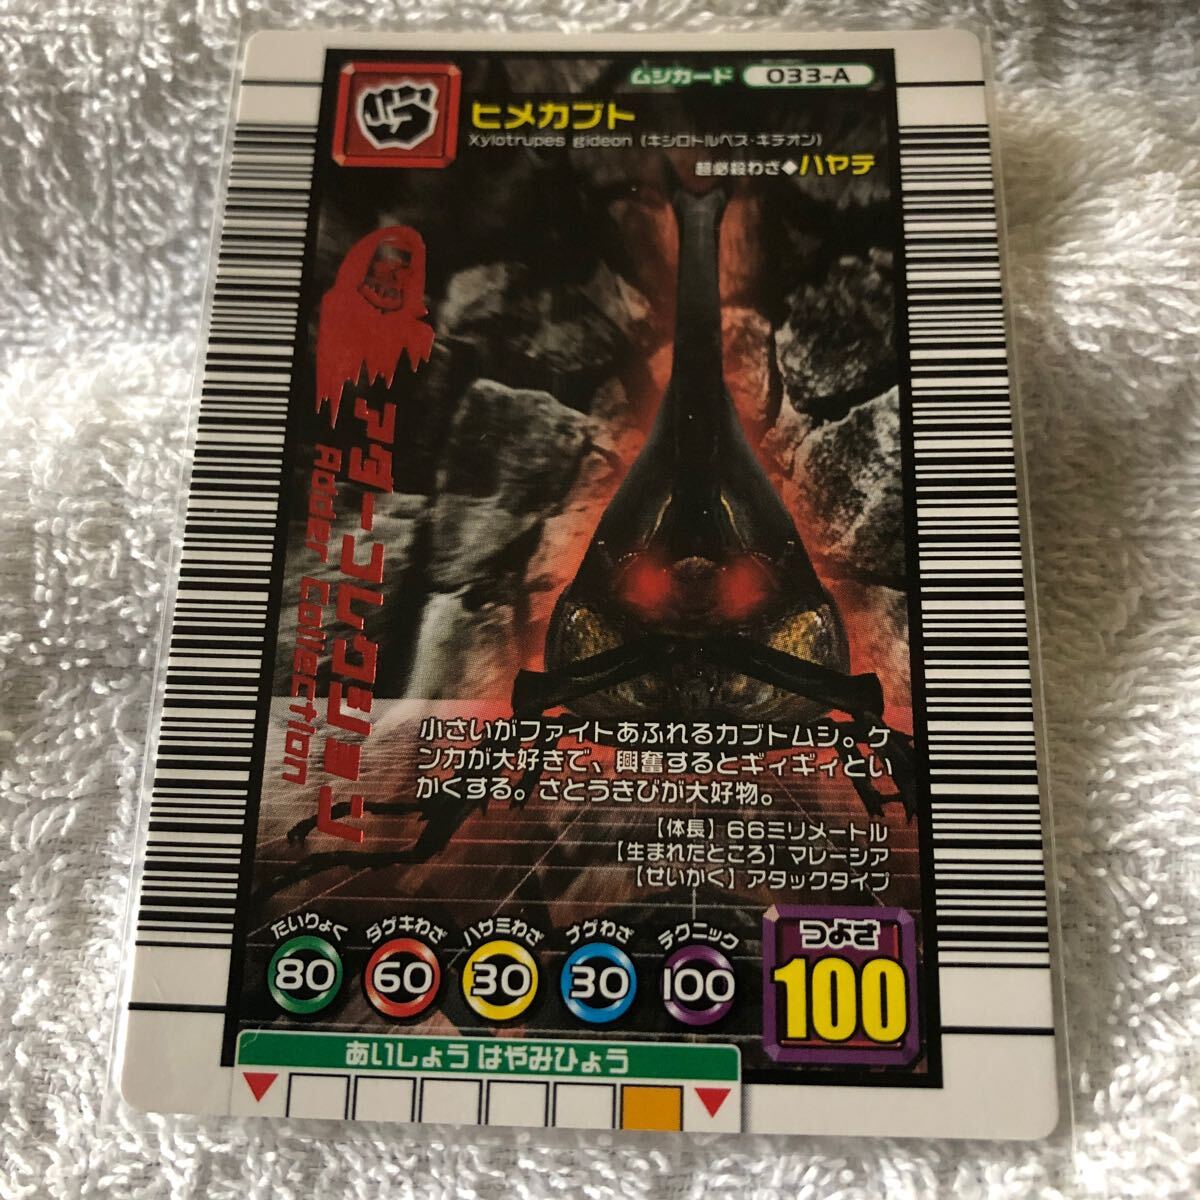 ムシカード 033-A
ヒメカブト
Xylotrupes gideon (キシロトルペス・ギデオン)
超必殺わざ◆ハヤテ
アダーコレクション
Adder Collection
小さいがファイトあふれるカブトムシ。ケ
ンカが大好きで、興奮するとギィギィとい
かくする。さとうきびが大好物。
【体長】66ミリメートル
【生まれたところ】マレーシア
【せいかく】アタックタイプ
たいりょく ダゲキわざ ハサミわざ ナゲわざ テクニック つよさ
80 60 30 30 100 100
あいしょう はやみひょう